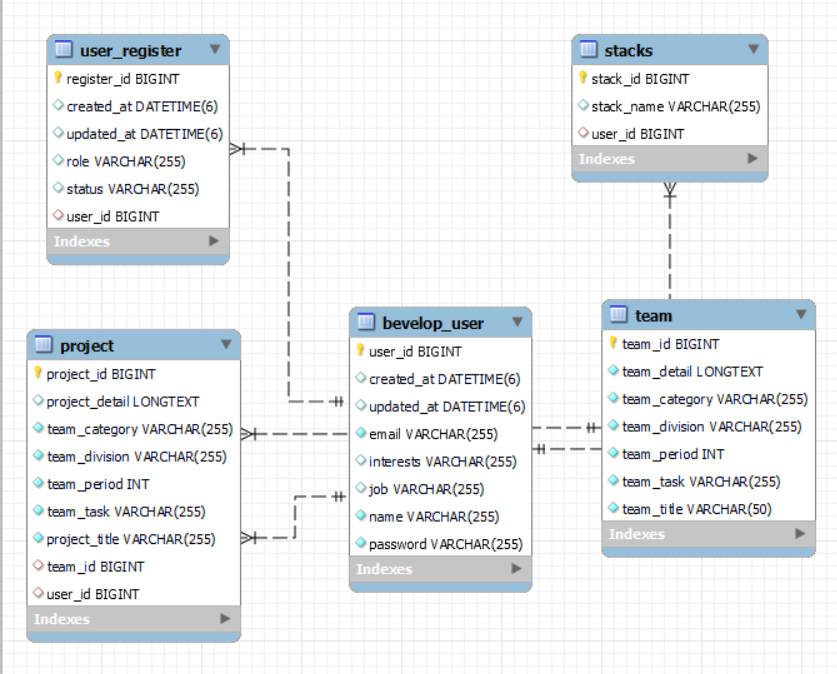 user_register
register_id BIGINT
created_at DATETIME(6)
updated_at DATETIME(6)
role VARCHAR(255)
status VARCHAR(255)
user_id BIGINT
Indexes
stacks
stack_id BIGINT
stack_name VARCHAR(255)
user_id BIGINT
Indexes
project
project_id BIGINT
project_detail LONGTEXT
team_category VARCHAR(255)
team_division VARCHAR(255)
team_period INT
team_task VARCHAR(255)
project_title VARCHAR(255)
team_id BIGINT
user_id BIGINT
Indexes
bevelop_user
user_id BIGINT
created_at DATETIME(6)
updated_at DATETIME(6)
email VARCHAR(255)
interests VARCHAR(255)
job VARCHAR(255)
name VARCHAR(255)
password VARCHAR(255)
Indexes
team
team_id BIGINT
team_detail LONGTEXT
team_category VARCHAR(255)
team_division VARCHAR(255)
team_period INT
team_task VARCHAR(255)
team_title VARCHAR(50)
Indexes